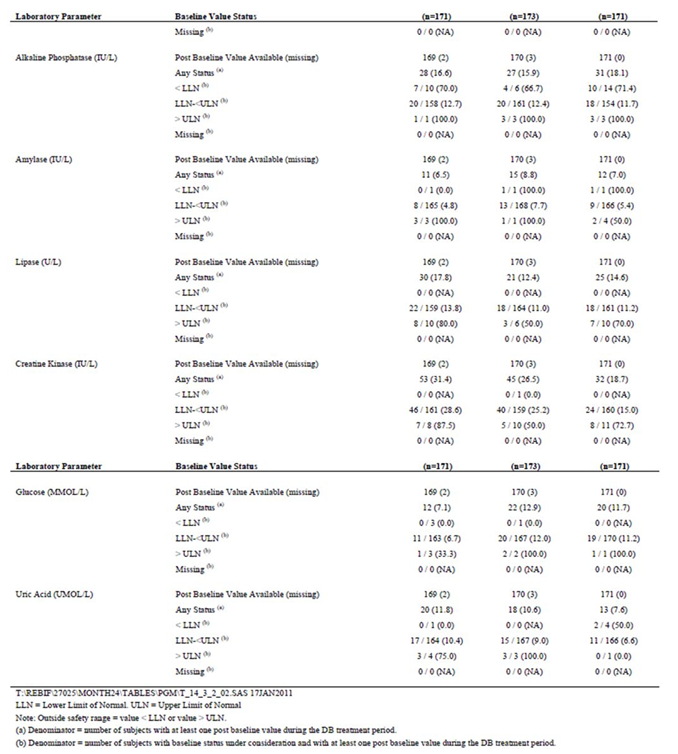 Laboratory Parameter Baseline Value Status (n=171) (n=173) (n=171)
Missing (b) 0 / 0 (NA) 0 / 0 (NA) 0 / 0 (NA)
Alkaline Phosphatase (IU/L) Post Baseline Value Available (missing) 169 (2) 170 (3) 171 (0)
Any Status (a) 28 (16.6) 27 (15.9) 31 (18.1)
< LLN (b) 7 / 10 (70.0) 4 / 6 (66.7) 10 / 14 (71.4)
LLN-<ULN (b) 20 / 158 (12.7) 20 / 161 (12.4) 18 / 154 (11.7)
> ULN (b) 1 / 1 (100.0) 3 / 3 (100.0) 3 / 3 (100.0)
Missing (b) 0 / 0 (NA) 0 / 0 (NA) 0 / 0 (NA)
Amylase (IU/L) Post Baseline Value Available (missing) 169 (2) 170 (3) 171 (0)
Any Status (a) 11 (6.5) 15 (8.8) 12 (7.0)
< LLN (b) 0 / 1 (0.0) 1 / 1 (100.0) 1 / 1 (100.0)
LLN-<ULN (b) 8 / 165 (4.8) 13 / 168 (7.7) 9 / 166 (5.4)
> ULN (b) 3 / 3 (100.0) 1 / 1 (100.0) 2 / 4 (50.0)
Missing (b) 0 / 0 (NA) 0 / 0 (NA) 0 / 0 (NA)
Lipase (U/L) Post Baseline Value Available (missing) 169 (2) 170 (3) 171 (0)
Any Status (a) 30 (17.8) 21 (12.4) 25 (14.6)
< LLN (b) 0 / 0 (NA) 0 / 0 (NA) 0 / 0 (NA)
LLN-<ULN (b) 22 / 159 (13.8) 18 / 164 (11.0) 18 / 161 (11.2)
> ULN (b) 8 / 10 (80.0) 3 / 6 (50.0) 7 / 10 (70.0)
Missing (b) 0 / 0 (NA) 0 / 0 (NA) 0 / 0 (NA)
Creatine Kinase (IU/L) Post Baseline Value Available (missing) 169 (2) 170 (3) 171 (0)
Any Status (a) 53 (31.4) 45 (26.5) 32 (18.7)
< LLN (b) 0 / 0 (NA) 0 / 1 (0.0) 0 / 0 (NA)
LLN-<ULN (b) 46 / 161 (28.6) 40 / 159 (25.2) 24 / 160 (15.0)
> ULN (b) 7 / 8 (87.5) 5 / 10 (50.0) 8 / 11 (72.7)
Missing (b) 0 / 0 (NA) 0 / 0 (NA) 0 / 0 (NA)
Laboratory Parameter Baseline Value Status (n=171) (n=173) (n=171)
Glucose (MMOL/L) Post Baseline Value Available (missing) 169 (2) 170 (3) 171 (0)
Any Status (a) 12 (7.1) 22 (12.9) 20 (11.7)
< LLN (b) 0 / 3 (0.0) 0 / 1 (0.0) 0 / 0 (NA)
LLN-<ULN (b) 11 / 163 (6.7) 20 / 167 (12.0) 19 / 170 (11.2)
> ULN (b) 1 / 3 (33.3) 2 / 2 (100.0) 1 / 1 (100.0)
Missing (b) 0 / 0 (NA) 0 / 0 (NA) 0 / 0 (NA)
Uric Acid (UMOL/L) Post Baseline Value Available (missing) 169 (2) 170 (3) 171 (0)
Any Status (a) 20 (11.8) 18 (10.6) 13 (7.6)
< LLN (b) 0 / 1 (0.0) 0 / 0 (NA) 2 / 4 (50.0)
LLN-<ULN (b) 17 / 164 (10.4) 15 / 167 (9.0) 11 / 166 (6.6)
> ULN (b) 3 / 4 (75.0) 3 / 3 (100.0) 0 / 1 (0.0)
Missing (b) 0 / 0 (NA) 0 / 0 (NA) 0 / 0 (NA)
T:\REBIF\27025\MONTH24\TABLES\PGM\T_14_3_2_02.SAS 17JAN2011
LLN = Lower Limit of Normal. ULN = Upper Limit of Normal
Note: Outside safety range = value < LLN or value > ULN.
(a) Denominator = number of subjects with at least one post baseline value during the DB treatment period.
(b) Denominator = number of subjects with baseline status under consideration and with at least one post baseline value during the DB treatment period.